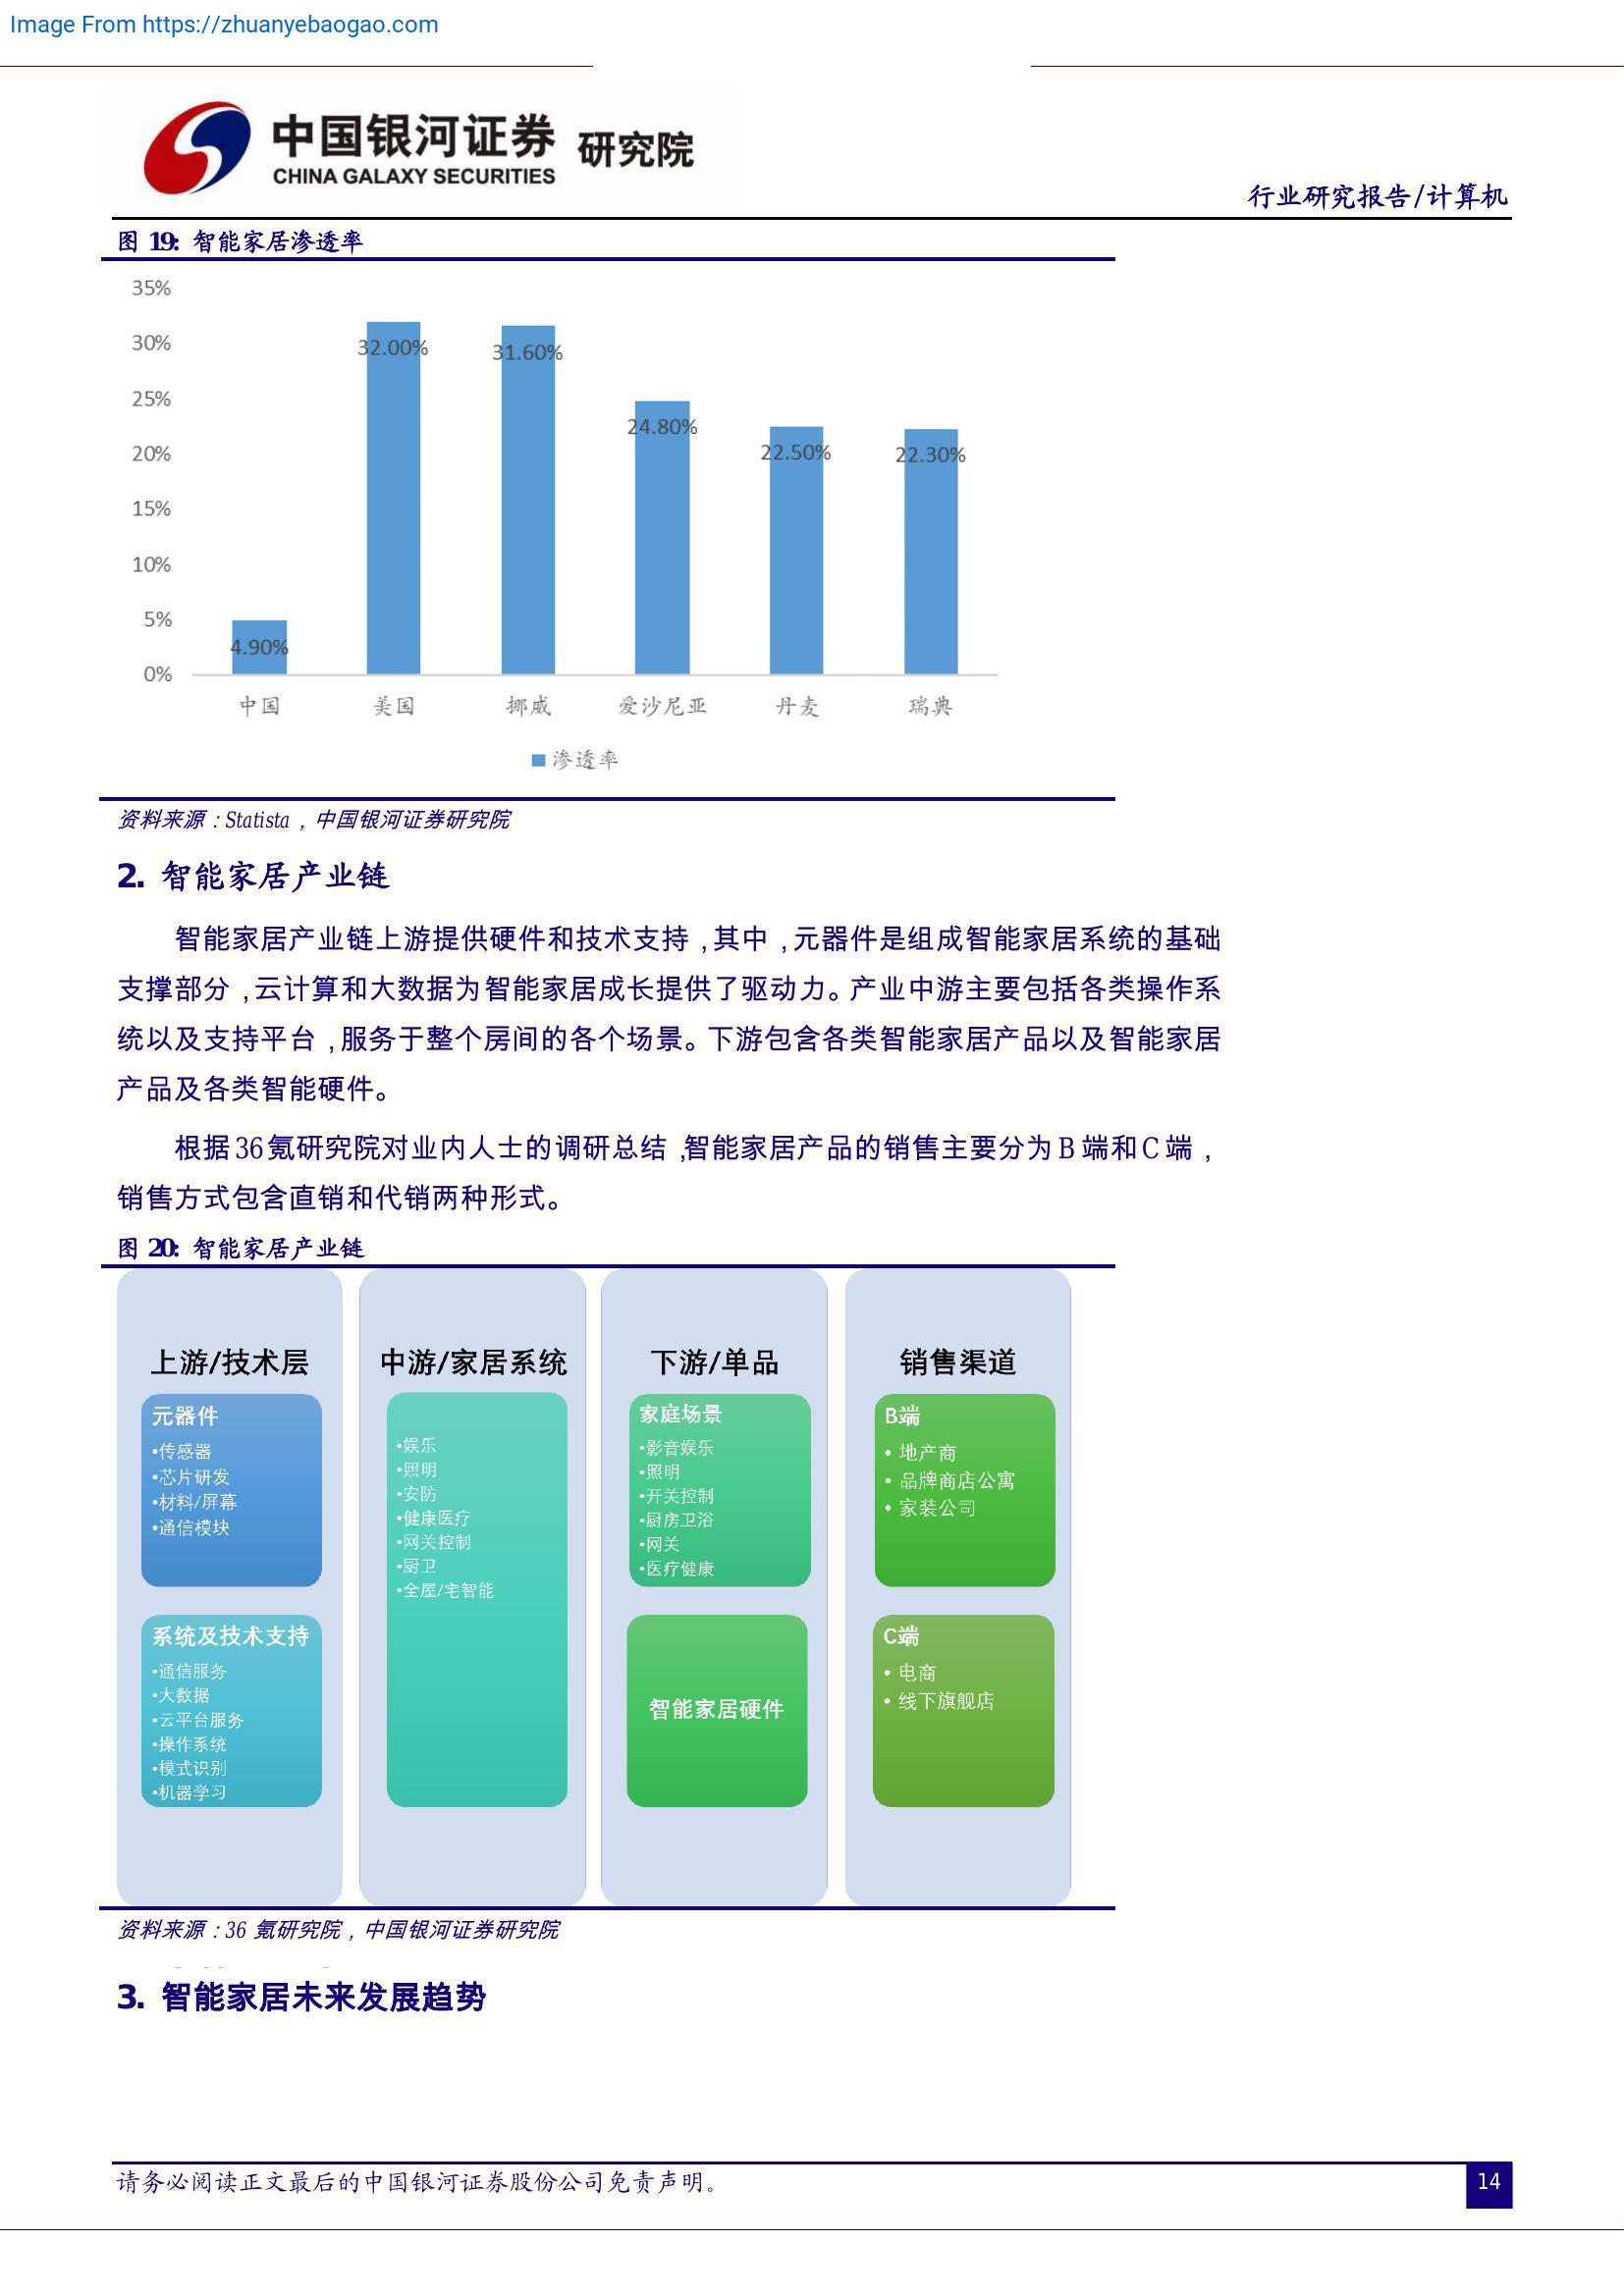 Image From https://zhuanyebaogao.com
中国银河证券 研究院
CHINA GALAXY SECURITIES
行业研究报告/计算机
图 19: 智能家居渗透率
35%
30%
25%
20%
15%
10%
5%
0%
4.90%
32.00%
31.60%
24.80%
22.50%
22.30%
中国
美国
挪威
爱沙尼亚
丹麦
瑞典
渗透率
资料来源：Statista，中国银河证券研究院
2. 智能家居产业链
智能家居产业链上游提供硬件和技术支持，其中，元器件是组成智能家居系统的基础
支撑部分，云计算和大数据为智能家居成长提供了驱动力。产业中游主要包括各类操作系
统以及支持平台，服务于整个房间的各个场景。下游包含各类智能家居产品以及智能家居
产品及各类智能硬件。
根据 36 氪研究院对业内人士的调研总结，智能家居产品的销售主要分为 B 端和 C 端，
销售方式包含直销和代销两种形式。
图 20: 智能家居产业链
上游/技术层
元器件
•传感器
•芯片研发
•材料/屏幕
•通信模块
系统及技术支持
•通信服务
•大数据
•云平台服务
•操作系统
•模式识别
•机器学习
中游/家居系统
•娱乐
•照明
•安防
•健康医疗
•网关控制
•厨卫
•全屋/宅智能
下游/单品
家庭场景
•影音娱乐
•照明
•开关控制
•厨房卫浴
•网关
•医疗健康
智能家居硬件
销售渠道
B端
• 地产商
• 品牌商店公寓
• 家装公司
C端
• 电商
• 线下旗舰店
资料来源：36 氪研究院，中国银河证券研究院
3. 智能家居未来发展趋势
请务必阅读正文最后的中国银河证券股份公司免责声明。
14